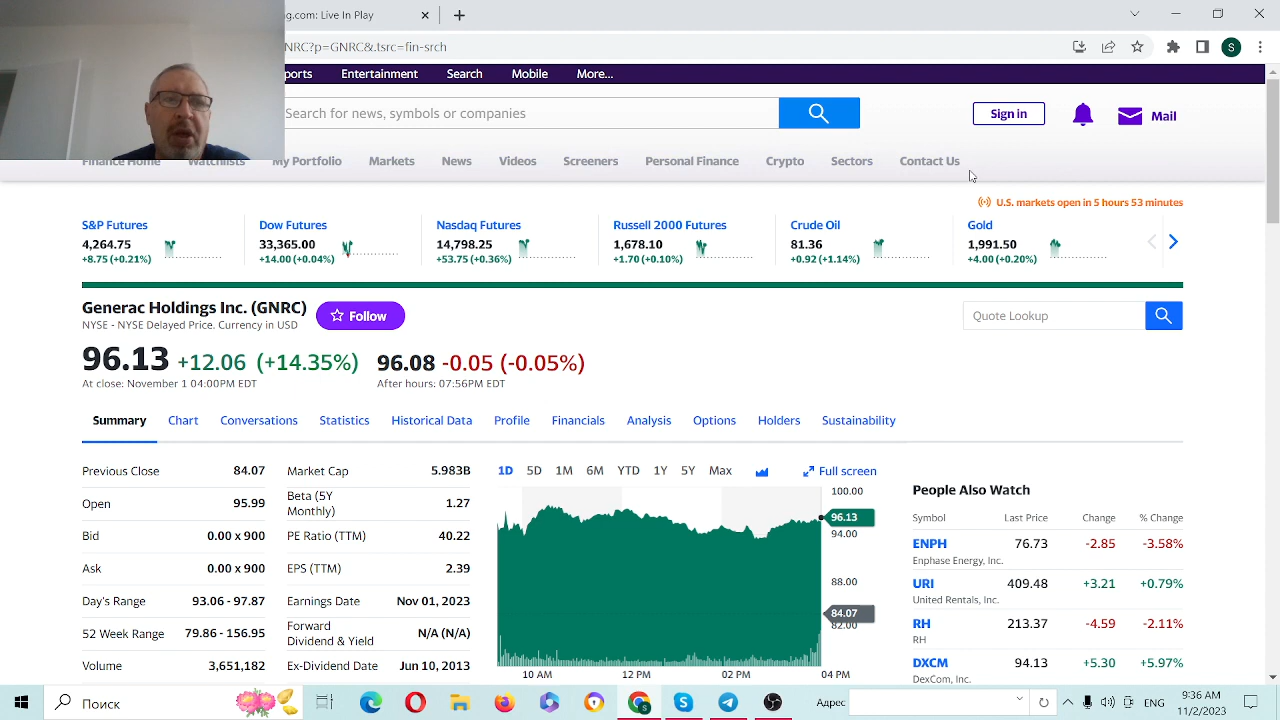 g.com ir
NRC?p=GNRC&.tsrc=fin-srch
ports Entertainment Search Mobile More...
Search for news, symbols or companies
Sign in
Mail
Finance Home Watchlists My Portfolio Markets News Videos Screeners Personal Finance Crypto Sectors Contact Us
U.S. markets open in 5 hours 53 minutes
S&P Futures Dow Futures Nasdaq Futures Russell 2000 Futures Crude Oil Gold
4,264.75 33,365.00 14,798.25 1,678.10 81.36 1,991.50
+8.75 (+0.21%) +14.00 (+0.04%) +53.75 (+0.36%) +1.70 (+0.10%) +0.92 (+1.14%) +4.00 (+0.20%)
Generac Holdings Inc. (GNRC)
Follow
Quote Lookup
NYSE - NYSE Delayed Price. Currency in USD
96.13 +12.06 (+14.35%) 96.08 -0.05 (-0.05%)
At close: November 1 04:00PM EDT After hours: 07:56PM EDT
Summary Chart Conversations Statistics Historical Data Profile Financials Analysis Options Holders Sustainability
Previous Close 84.07
Open 95.99
Bid 0.00 x 900
Ask 0.00 x 900
Day's Range 93.06 - 97.87
52 Week Range 79.86 - 156.95
Volume 3,651,182
Market Cap 5.983B
Beta (5Y
Monthly) 1.27
PE Ratio (TTM) 40.22
EPS (TTM) 2.39
Earnings Date Nov 01, 2023
Forward
Dividend & Yield N/A (N/A)
Ex-Dividend Date Jun 10, 2013
1D 5D 1M 6M YTD 1Y 5Y Max Full screen
100.00
96.13
94.00
88.00
84.07
82.00
10 AM 12 PM 02 PM 04 PM
People Also Watch
Symbol Last Price Change % Change
ENPH 76.73 -2.85 -3.58%
Enphase Energy, Inc.
URI 409.48 +3.21 +0.79%
United Rentals, Inc.
RH 213.37 -4.59 -2.11%
RH
DXCM 94.13 +5.30 +5.97%
DexCom, Inc.
Поиск
Адрес
ENG
9:36 AM
11/2/2023
S